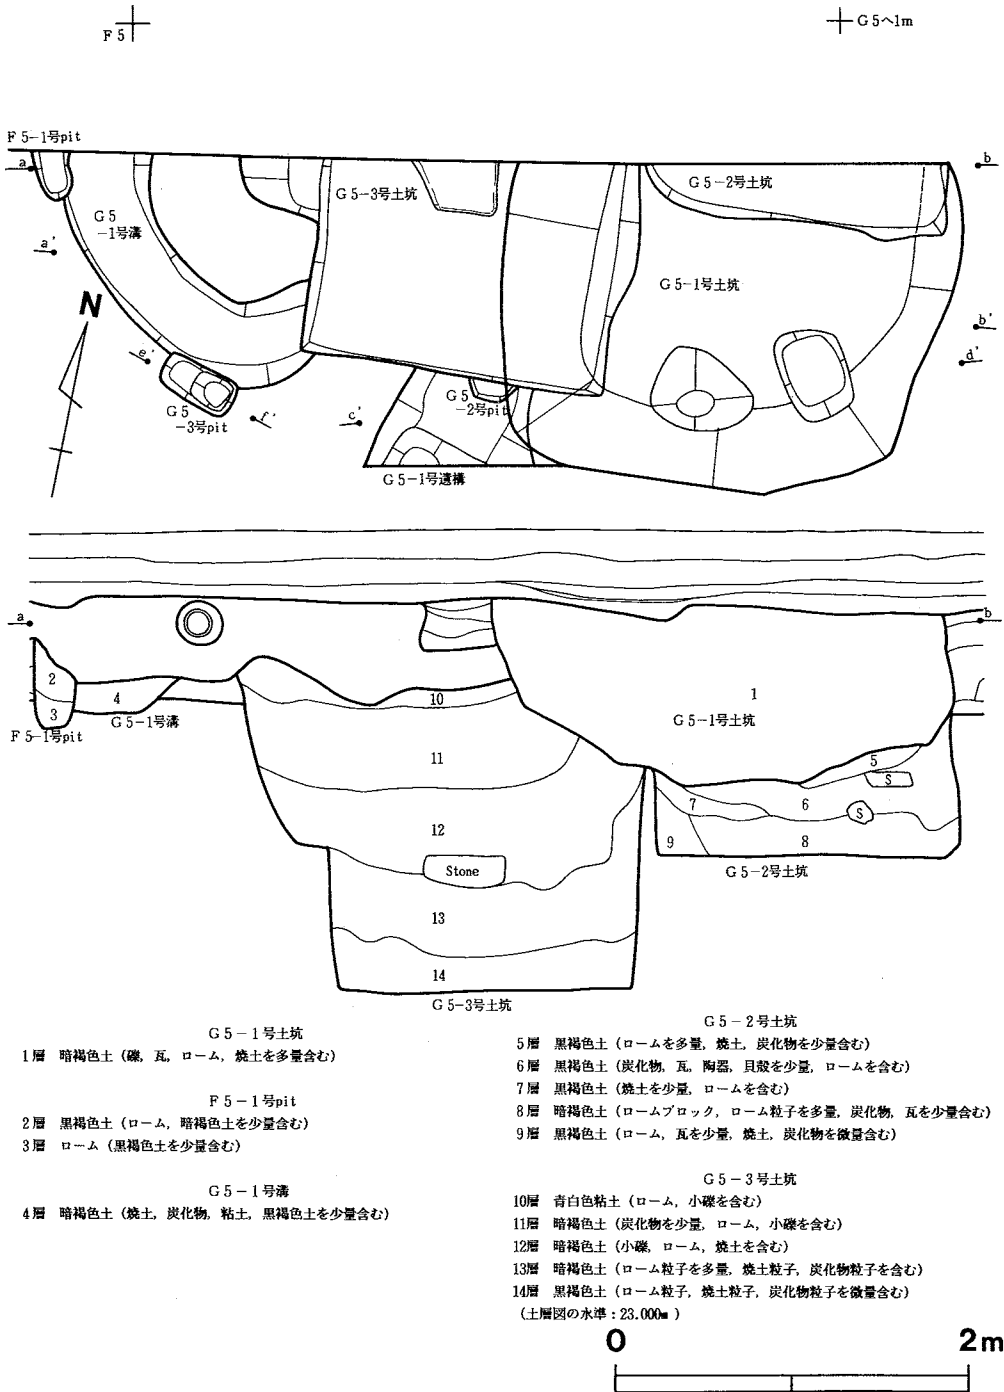 F5
G5へ1m
F5-1号pit
a
b
G5-3号土坑
G5-2号土坑
G5
-1号溝
a'
G5-1号土坑
N
b'
e'
d'
G5
-2号pit
G5
-3号pit
f'
c'
G5-1号遺構
a
b
2
4
10
1
3
G5-1号溝
G5-1号土坑
F5-1号pit
11
5
S
7
6
S
12
9
8
Stone
G5-2号土坑
13
14
G5-3号土坑
G5-1号土坑
1層 暗褐色土(礫,瓦,ローム,焼土を多量含む)
F5-1号pit
2層 黒褐色土(ローム,暗褐色土を少量含む)
3層 ローム(黒褐色土を少量含む)
G5-1号溝
4層 暗褐色土(焼土,炭化物,粘土,黒褐色土を少量含む)
G5-2号土坑
5層 黒褐色土(ロームを多量,焼土,炭化物を少量含む)
6層 黒褐色土(炭化物,瓦,陶器,貝殻を少量,ロームを含む)
7層 黒褐色土(焼土を少量,ロームを含む)
8層 暗褐色土(ロームブロック,ローム粒子を多量,炭化物,瓦を少量含む)
9層 黒褐色土(ローム,瓦を少量,焼土,炭化物を微量含む)
G5-3号土坑
10層 青白色粘土(ローム,小礫を含む)
11層 暗褐色土(炭化物を少量,ローム,小礫を含む)
12層 暗褐色土(小礫,ローム,焼土を含む)
13層 暗褐色土(ローム粒子を多量,焼土粒子,炭化物粒子を含む)
14層 黒褐色土(ローム粒子,焼土粒子,炭化物粒子を微量含む)
(土層図の水準:23.000m)
0
2m